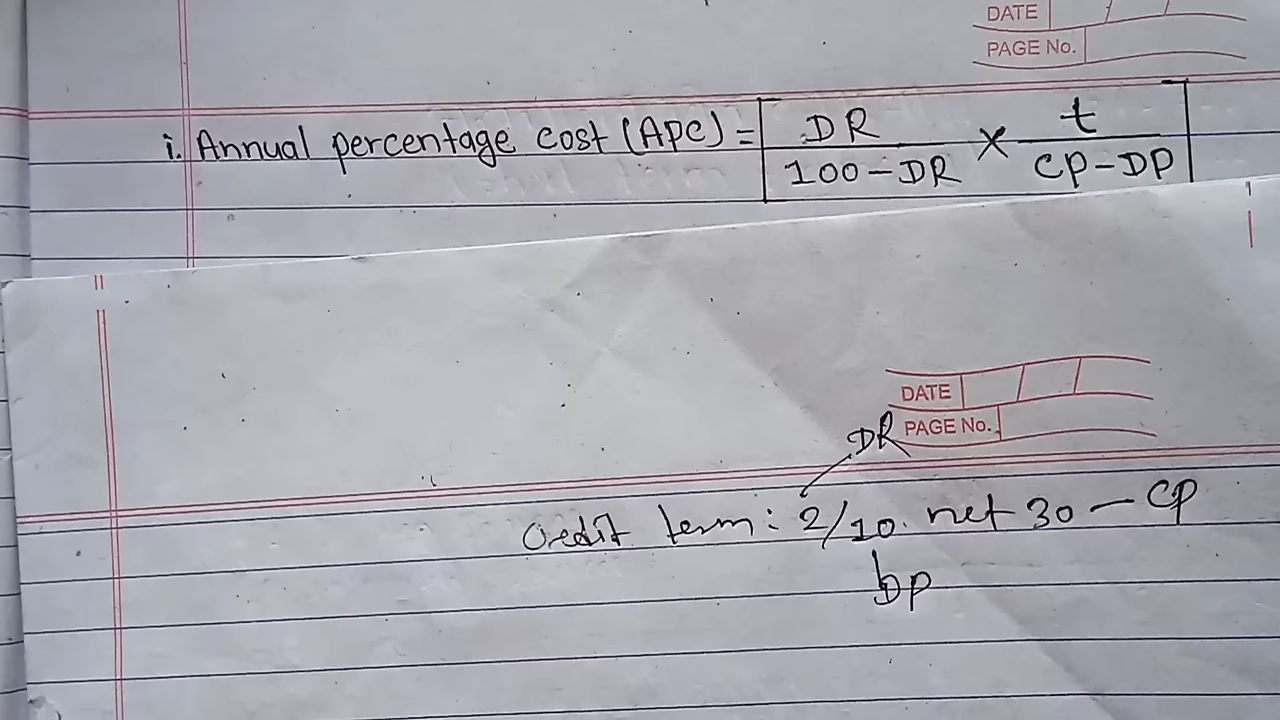 DATE
PAGE No.
i. Annual percentage cost (APC) = DR / 100 - DR × t / CP - DP
DATE
DR PAGE No.
Credit term: 2/10. net 30 - CP
DP